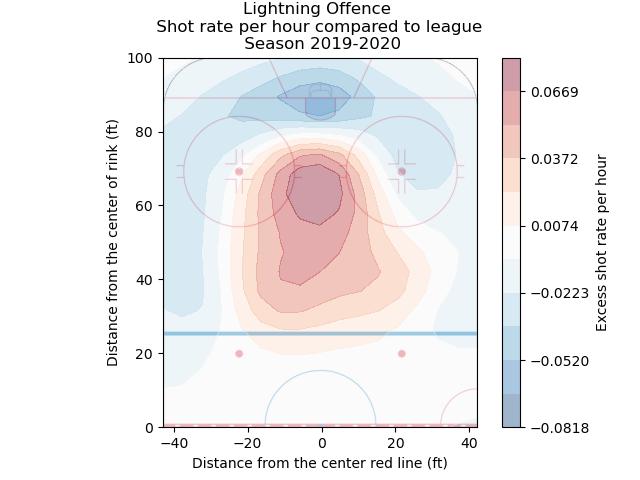 Lightning Offence
Shot rate per hour compared to league
Season 2019-2020
100
80
60
40
20
0
−40
−20
0
20
40
Distance from the center of rink (ft)
Distance from the center red line (ft)
0.0669
0.0372
0.0074
−0.0223
−0.0520
−0.0818
Excess shot rate per hour